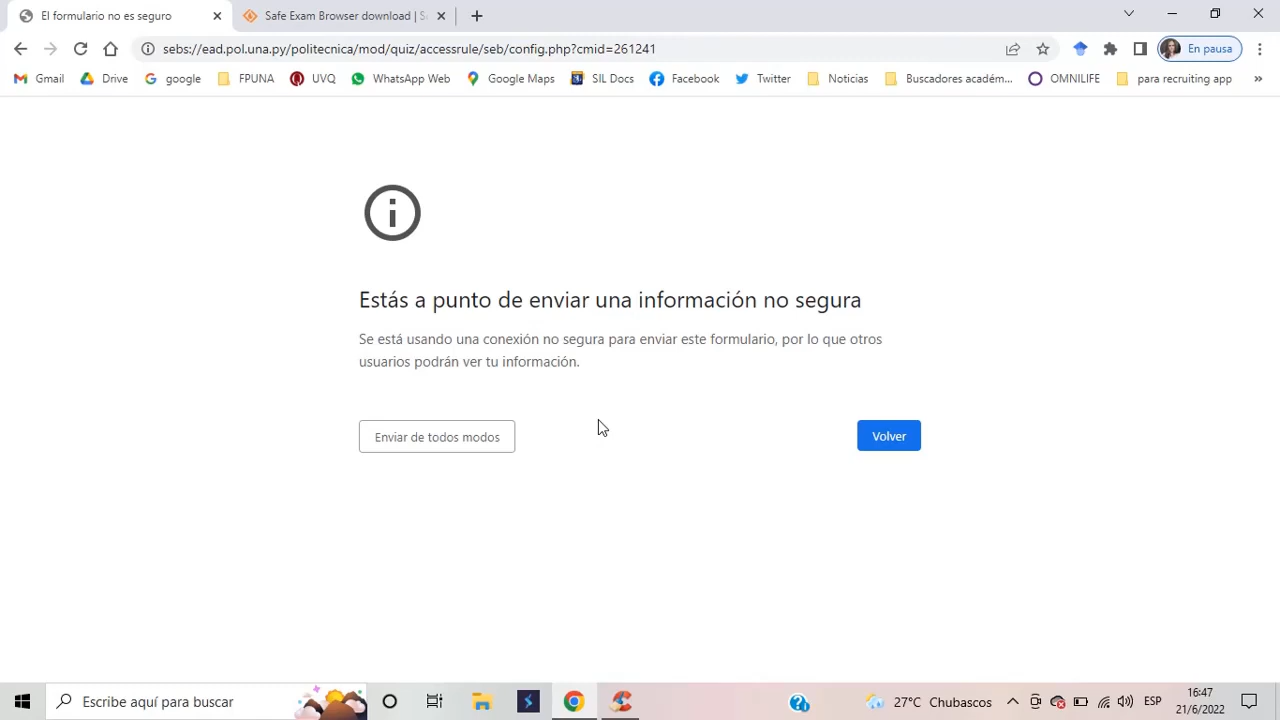 El formulario no es seguro
Safe Exam Browser download | S
sebs://ead.pol.una.py/politecnica/mod/quiz/accessrule/seb/config.php?cmid=261241
En pausa
Gmail
Drive
google
FPUNA
UVQ
WhatsApp Web
Google Maps
SIL Docs
Facebook
Twitter
Noticias
Buscadores académ...
OMNILIFE
para recruiting app
»
Estás a punto de enviar una información no segura
Se está usando una conexión no segura para enviar este formulario, por lo que otros
usuarios podrán ver tu información.
Enviar de todos modos
Volver
Escribe aquí para buscar
27°C Chubascos
ESP
16:47
21/6/2022